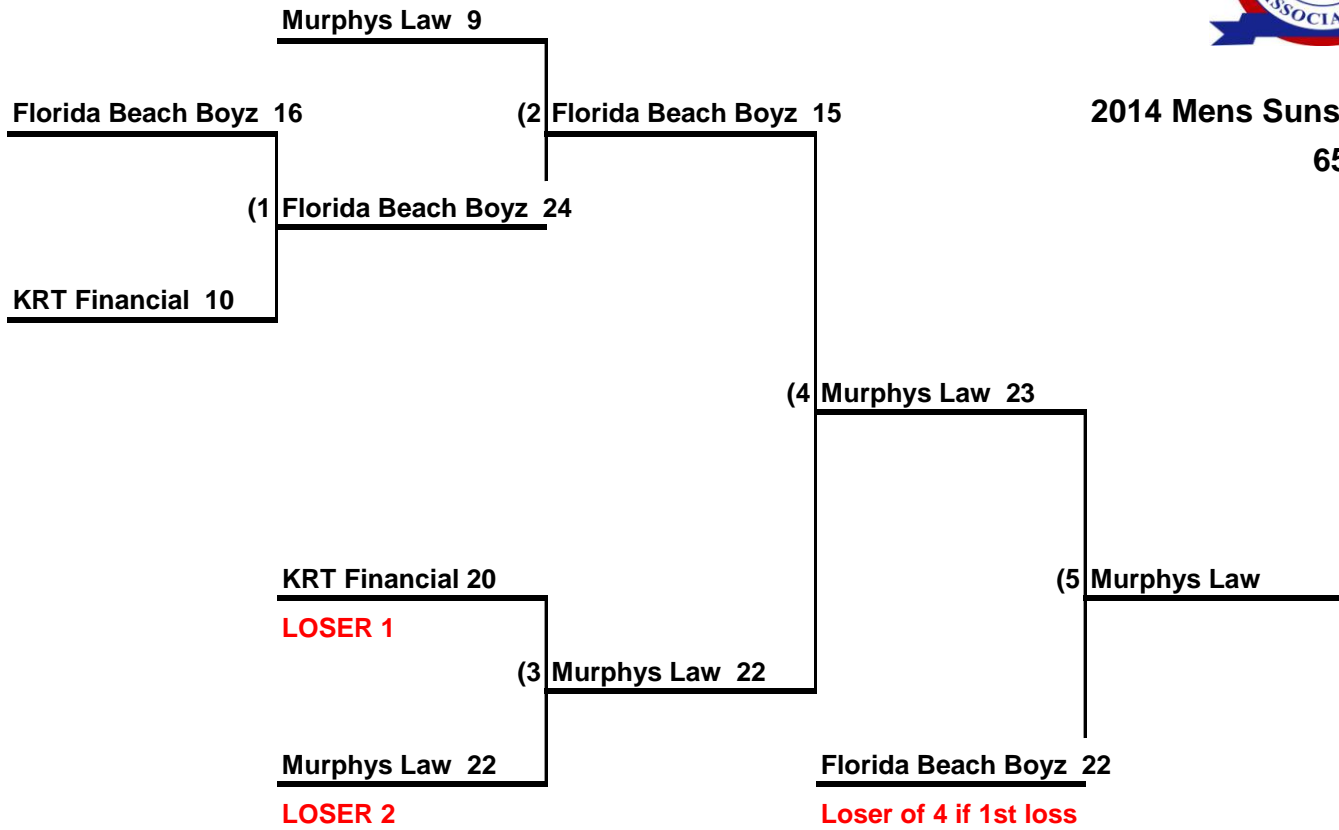 Murphys Law 9
Florida Beach Boyz 16
(2 Florida Beach Boyz 15
2014 Mens Suns
65
(1 Florida Beach Boyz 24
KRT Financial 10
(4 Murphys Law 23
KRT Financial 20
(5 Murphys Law
LOSER 1
(3 Murphys Law 22
Murphys Law 22
Florida Beach Boyz 22
LOSER 2
Loser of 4 if 1st loss